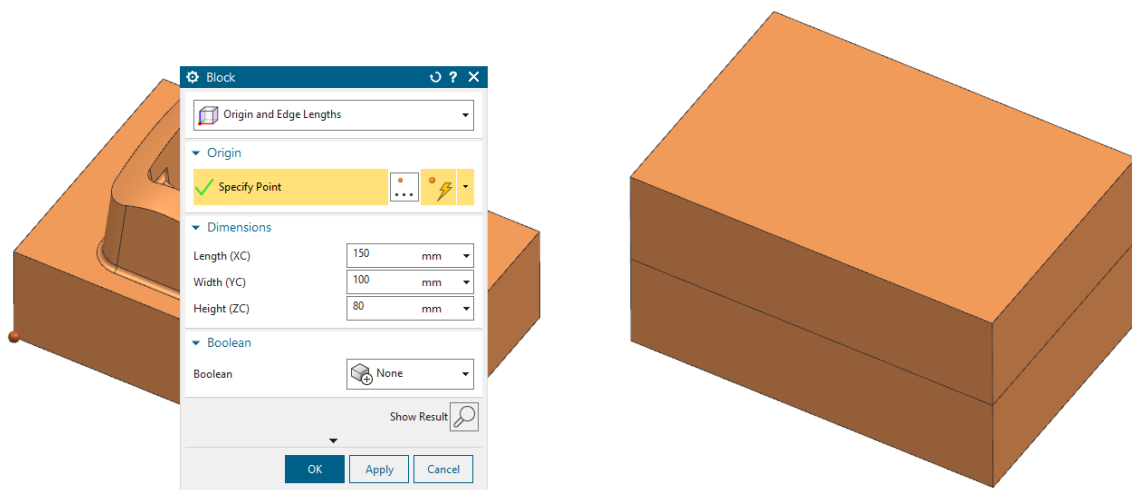 Block
Origin and Edge Lengths
Origin
Specify Point
Dimensions
Length (XC) 150 mm
Width (YC) 100 mm
Height (ZC) 80 mm
Boolean
Boolean None
Show Result
OK Apply Cancel